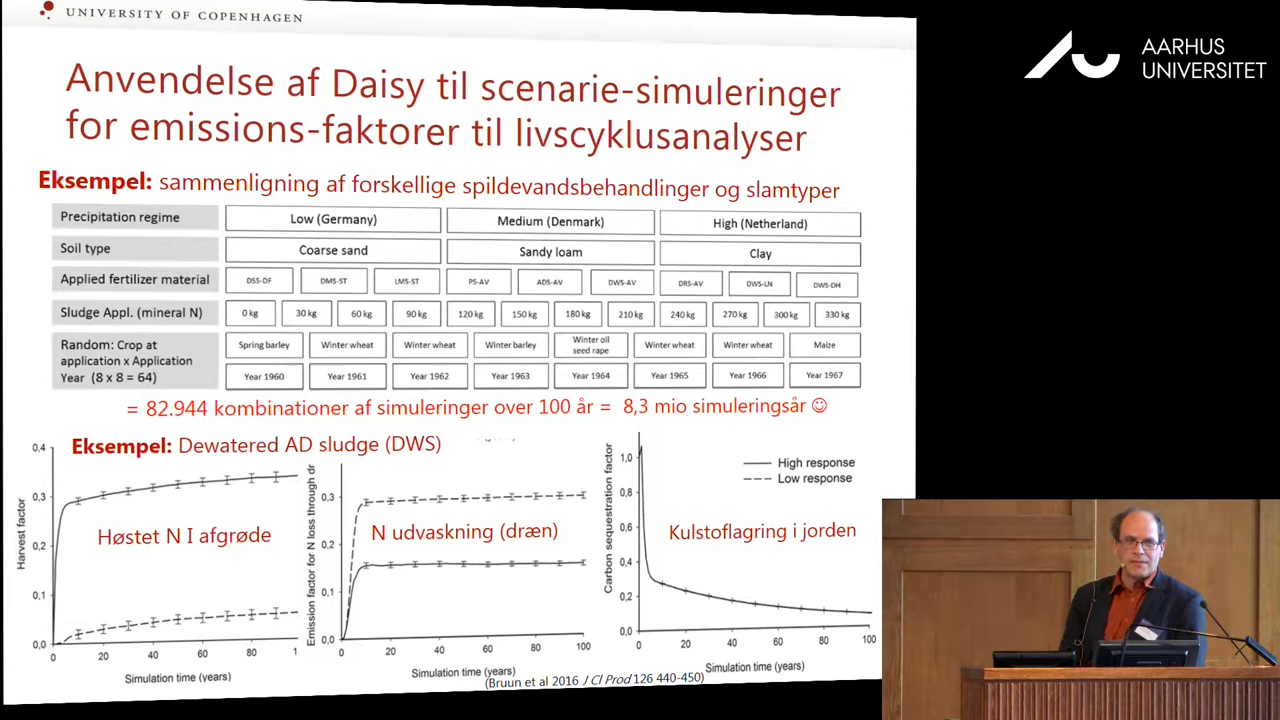 UNIVERSITY OF COPENHAGEN
AARHUS
UNIVERSITET
Anvendelse af Daisy til scenarie-simuleringer
for emissions-faktorer til livscyklusanalyser
Eksempel: sammenligning af forskellige spildevandsbehandlinger og slamtyper
Precipitation regime Low (Germany) Medium (Denmark) High (Netherland)
Soil type Coarse sand Sandy loam Clay
Applied fertilizer material DSS-DF DMS-ST LMS-ST PS-AV ADS-AV DWS-AV DRS-AV DWS-LN DWS-DH
Sludge Appl. (mineral N) 0 kg 30 kg 60 kg 90 kg 120 kg 150 kg 180 kg 210 kg 240 kg 270 kg 300 kg 330 kg
Random: Crop at
application x Application
Year (8 x 8 = 64)
Spring barley Winter wheat Winter wheat Winter barley Winter oil seed rape Winter wheat Winter wheat Maize
Year 1960 Year 1961 Year 1962 Year 1963 Year 1964 Year 1965 Year 1966 Year 1967
= 82.944 kombinationer af simuleringer over 100 år = 8,3 mio simuleringsår ☺
Eksempel: Dewatered AD sludge (DWS)
Harvest factor
0,4
0,3
0,2
0,1
0,0
Høstet N I afgrøde
0 20 40 60 80 1
Simulation time (years)
Emission factor for N loss through dr
0,3
0,2
0,1
0,0
N udvaskning (dræn)
0 20 40 60 80 100
Simulation time (years)
Carbon sequestration factor
1,0
0,8
0,6
0,4
0,2
0,0
High response
Low response
Kulstoflagring i jorden
0 20 40 60 80 100
Simulation time (years)
(Bruun et al 2016 J Cl Prod 126 440-450)